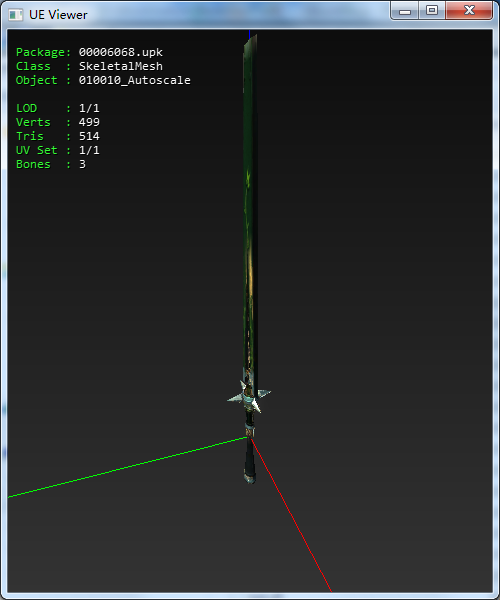 UE Viewer
Package: 00006068.upk
Class : SkeletalMesh
Object : 010010_Autoscale
LOD : 1/1
Verts : 499
Tris : 514
UV Set : 1/1
Bones : 3